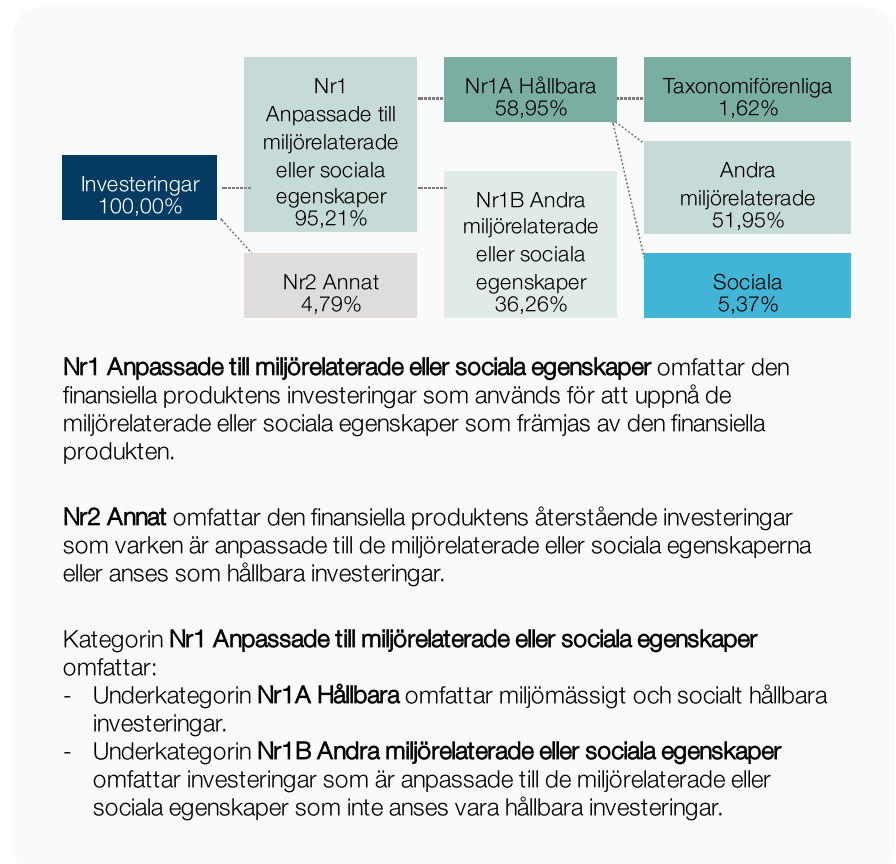 Investeringar
100,00%
Nr1
Anpassade till
miljörelaterade
eller sociala
egenskaper
95,21%
Nr2 Annat
4,79%
Nr1A Hållbara
58,95%
Nr1B Andra
miljörelaterade
eller sociala
egenskaper
36,26%
Taxonomiförenliga
1,62%
Andra
miljörelaterade
51,95%
Sociala
5,37%
Nr1 Anpassade till miljörelaterade eller sociala egenskaper omfattar den
finansiella produktens investeringar som används för att uppnå de
miljörelaterade eller sociala egenskaper som främjas av den finansiella
produkten.
Nr2 Annat omfattar den finansiella produktens återstående investeringar
som varken är anpassade till de miljörelaterade eller sociala egenskaperna
eller anses som hållbara investeringar.
Kategorin Nr1 Anpassade till miljörelaterade eller sociala egenskaper
omfattar:
- Underkategorin Nr1A Hållbara omfattar miljömässigt och socialt hållbara
investeringar.
- Underkategorin Nr1B Andra miljörelaterade eller sociala egenskaper
omfattar investeringar som är anpassade till de miljörelaterade eller
sociala egenskaper som inte anses vara hållbara investeringar.